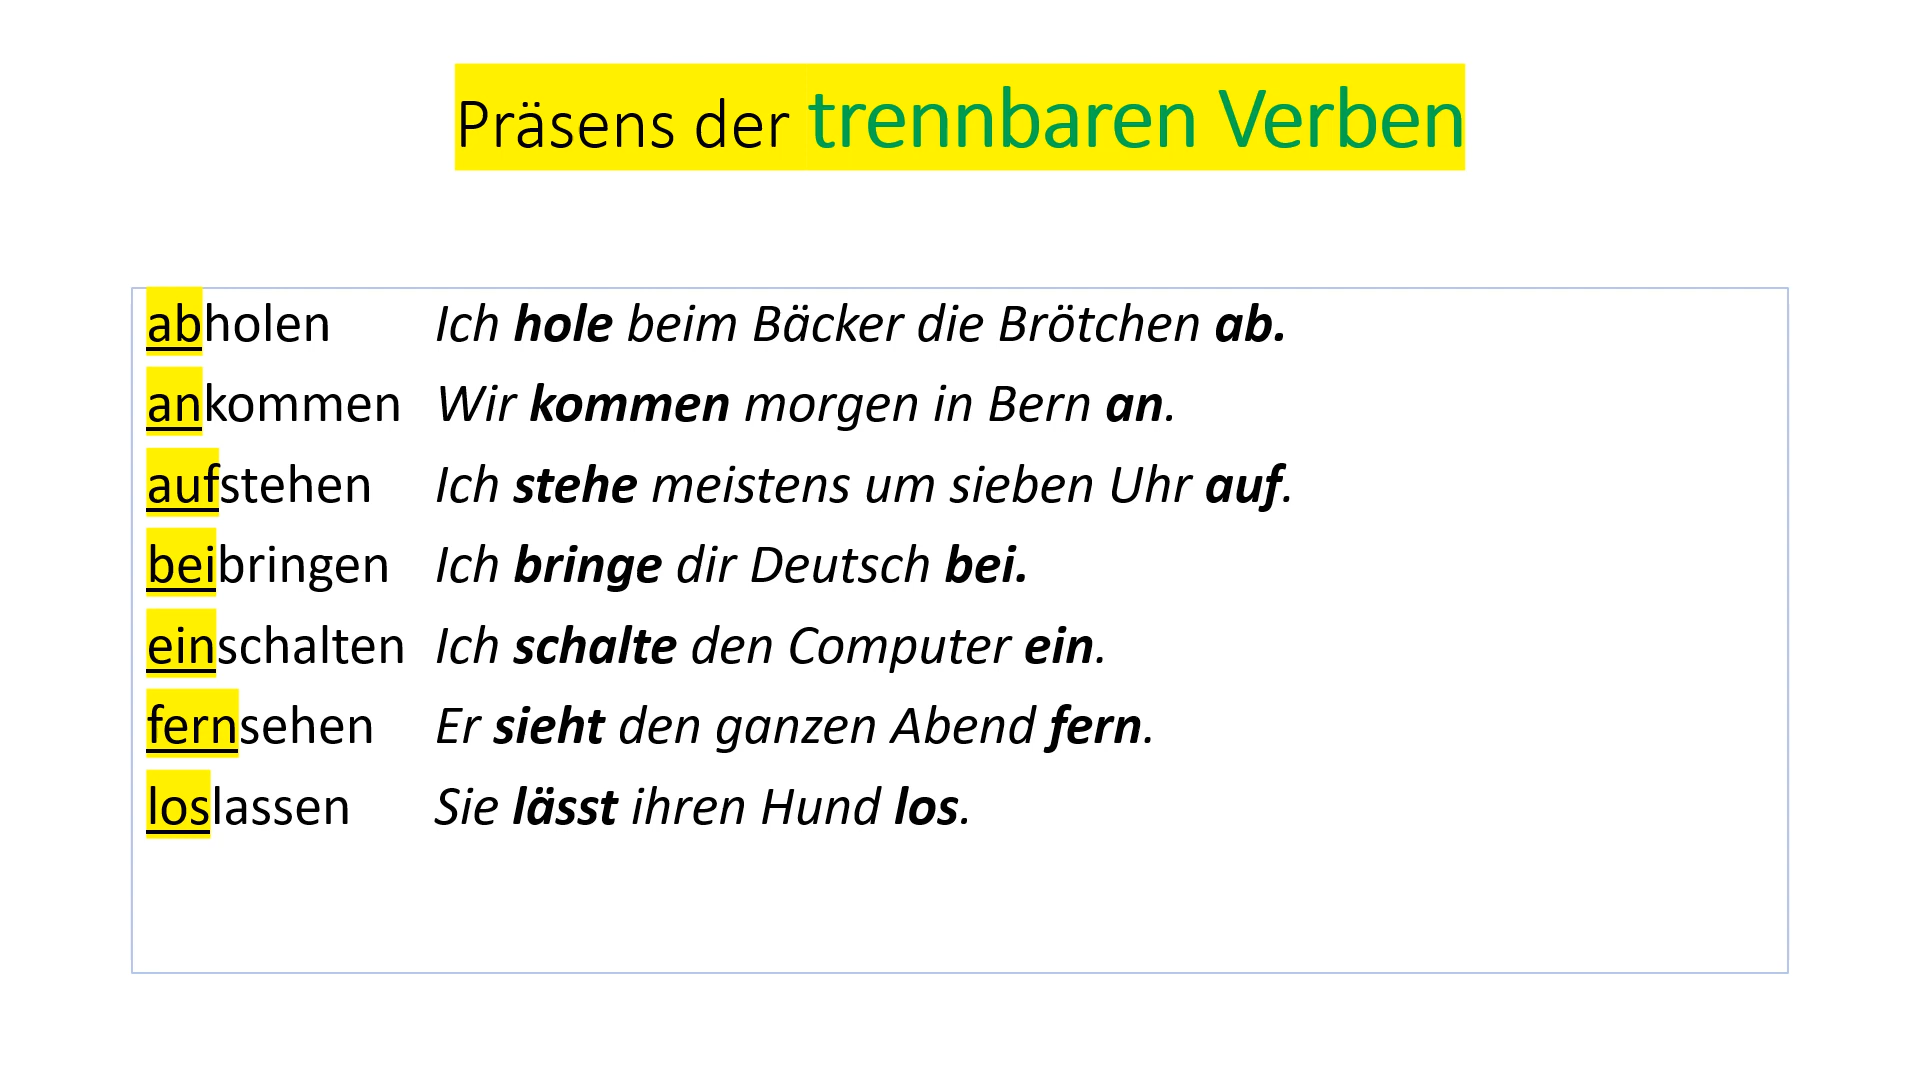 Präsens der trennbaren Verben
abholen Ich hole beim Bäcker die Brötchen ab.
ankommen Wir kommen morgen in Bern an.
aufstehen Ich stehe meistens um sieben Uhr auf.
beibringen Ich bringe dir Deutsch bei.
einschalten Ich schalte den Computer ein.
fernsehen Er sieht den ganzen Abend fern.
loslassen Sie lässt ihren Hund los.